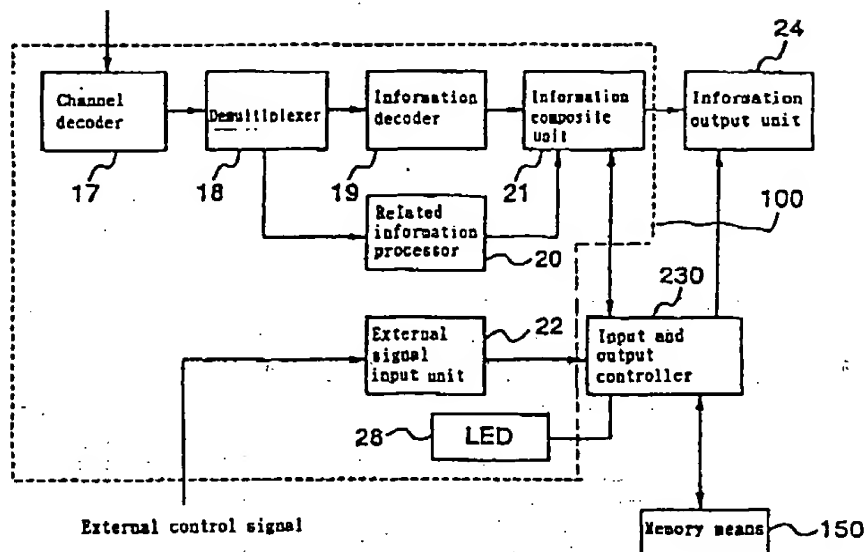 24
Channel
decoder
Demultiplexer
Information
decoder
Information
composite
unit
Information
output unit
17
18
19
21
100
Related
information
processor
20
230
22
External
signal
input unit
Input and
output
controller
28
LED
External control signal
Memory means
150